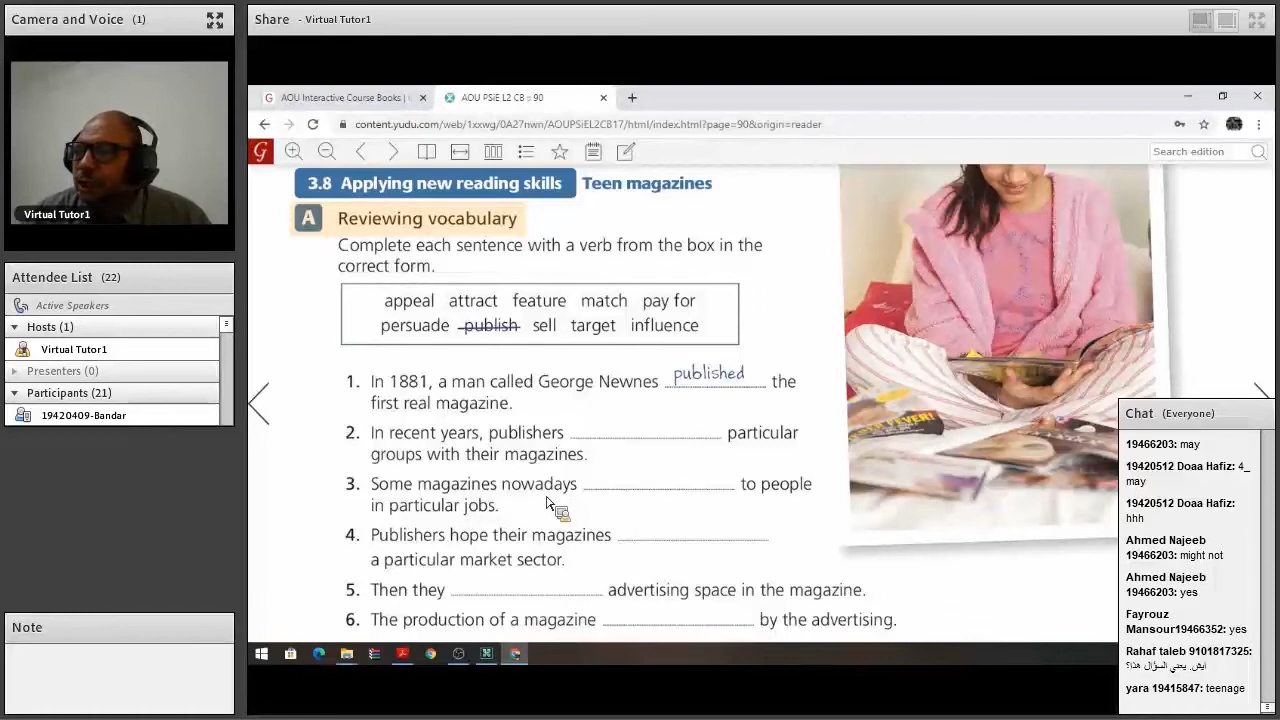 Camera and Voice (1)
Virtual Tutor1
Attendee List (22)
Active Speakers
Hosts (1)
Virtual Tutor1
Presenters (0)
Participants (21)
19420409-Bandar
Note
Share - Virtual Tutor1
AOU Interactive Course Books | G
AOU PSiE L2 CB :: 90
content.yudu.com/web/1xxwg/0A27nwn/AOUPSiEL2CB17/html/index.html?page=90&origin=reader
G
Search edition
3.8 Applying new reading skills Teen magazines
A Reviewing vocabulary
Complete each sentence with a verb from the box in the
correct form.
appeal attract feature match pay for
persuade publish sell target influence
1. In 1881, a man called George Newnes published the
first real magazine.
2. In recent years, publishers particular
groups with their magazines.
3. Some magazines nowadays to people
in particular jobs.
4. Publishers hope their magazines
a particular market sector.
5. Then they advertising space in the magazine.
6. The production of a magazine by the advertising.
Chat (Everyone)
19466203: may
19420512 Doaa Hafiz: 4_
may
19420512 Doaa Hafiz:
hhh
Ahmed Najeeb
19466203: might not
Ahmed Najeeb
19466203: yes
Fayrouz
Mansour19466352: yes
Rahaf taleb 9101817325:
ايش يعني السؤال هذا؟
yara 19415847: teenage